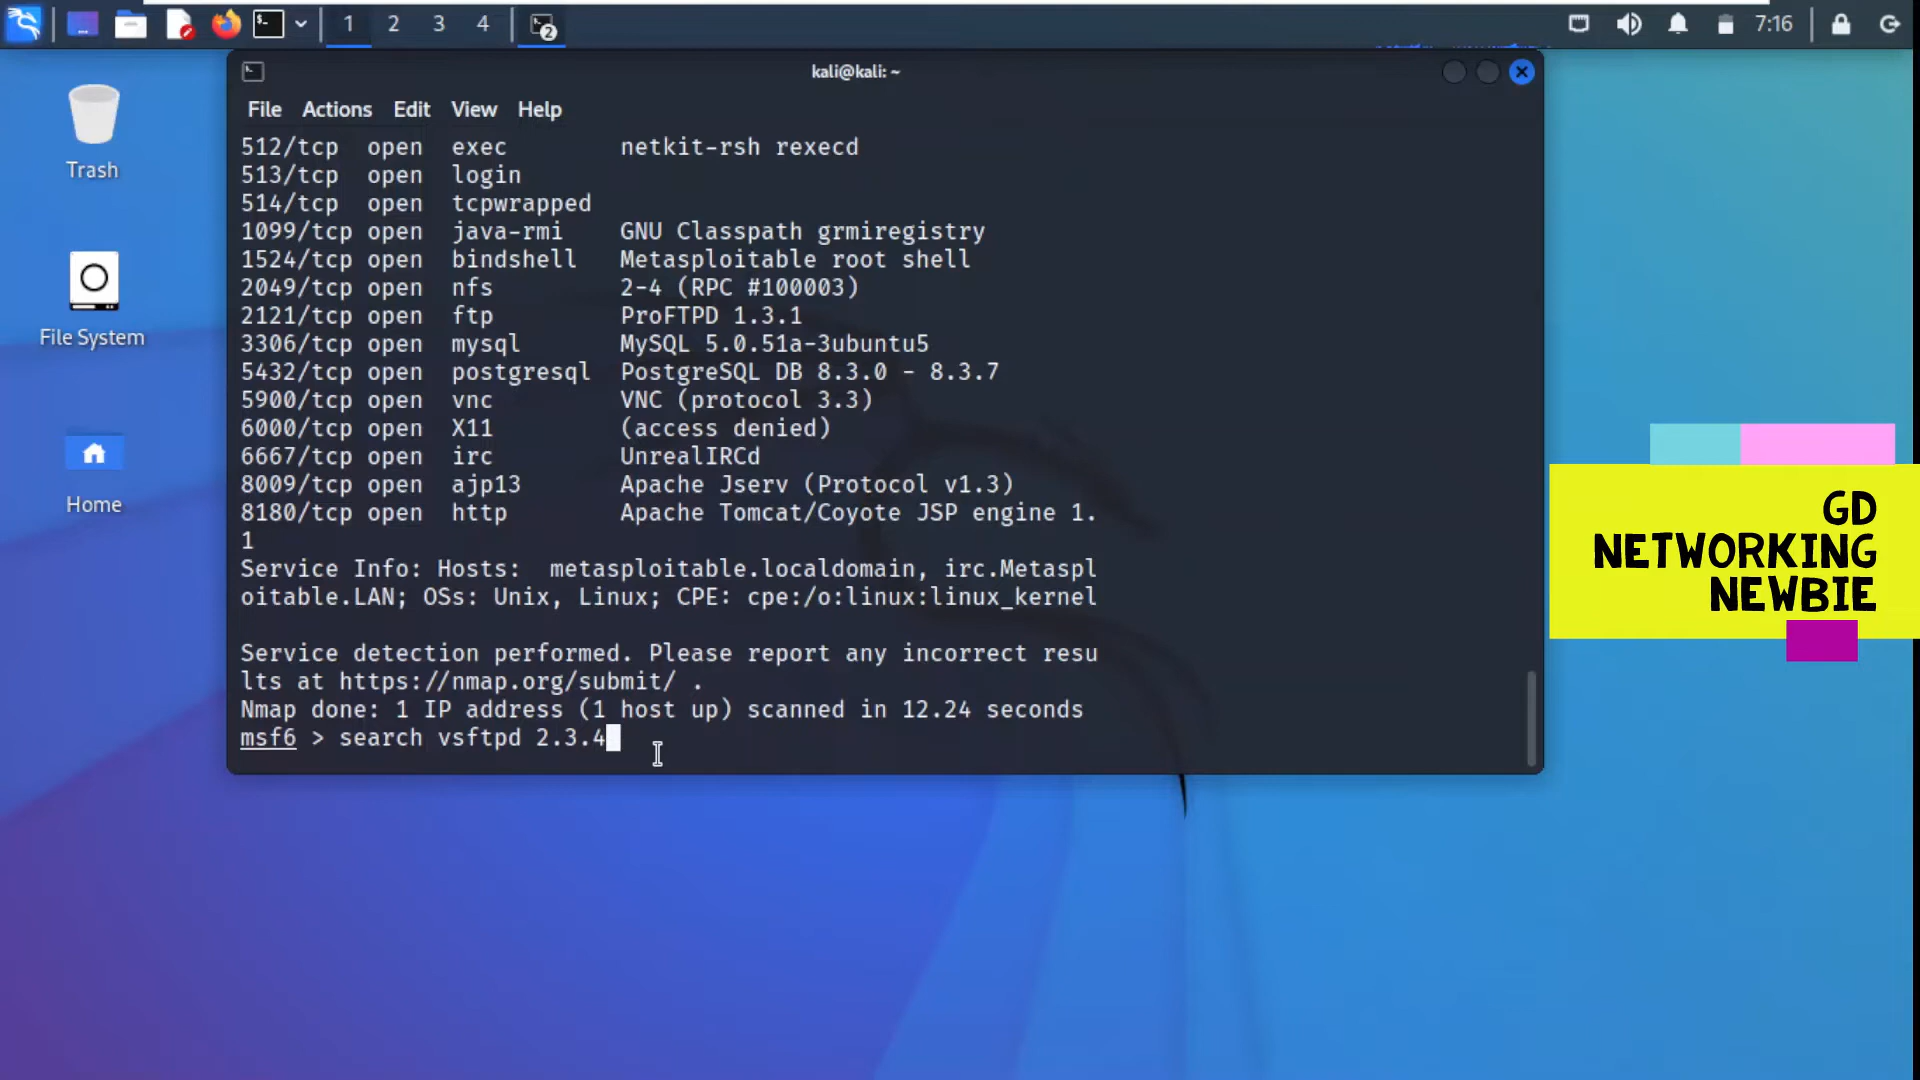 1 2 3 4 2 7:16
kali@kali: ~
File Actions Edit View Help
Trash
File System
Home
512/tcp open exec netkit-rsh rexecd
513/tcp open login
514/tcp open tcpwrapped
1099/tcp open java-rmi GNU Classpath grmiregistry
1524/tcp open bindshell Metasploitable root shell
2049/tcp open nfs 2-4 (RPC #100003)
2121/tcp open ftp ProFTPD 1.3.1
3306/tcp open mysql MySQL 5.0.51a-3ubuntu5
5432/tcp open postgresql PostgreSQL DB 8.3.0 - 8.3.7
5900/tcp open vnc VNC (protocol 3.3)
6000/tcp open X11 (access denied)
6667/tcp open irc UnrealIRCd
8009/tcp open ajp13 Apache Jserv (Protocol v1.3)
8180/tcp open http Apache Tomcat/Coyote JSP engine 1.
1
Service Info: Hosts:  metasploitable.localdomain, irc.Metaspl
oitable.LAN; OSs: Unix, Linux; CPE: cpe:/o:linux:linux_kernel
Service detection performed. Please report any incorrect resu
lts at https://nmap.org/submit/ .
Nmap done: 1 IP address (1 host up) scanned in 12.24 seconds
msf6 > search vsftpd 2.3.4
GD
NETWORKING
NEWBIE